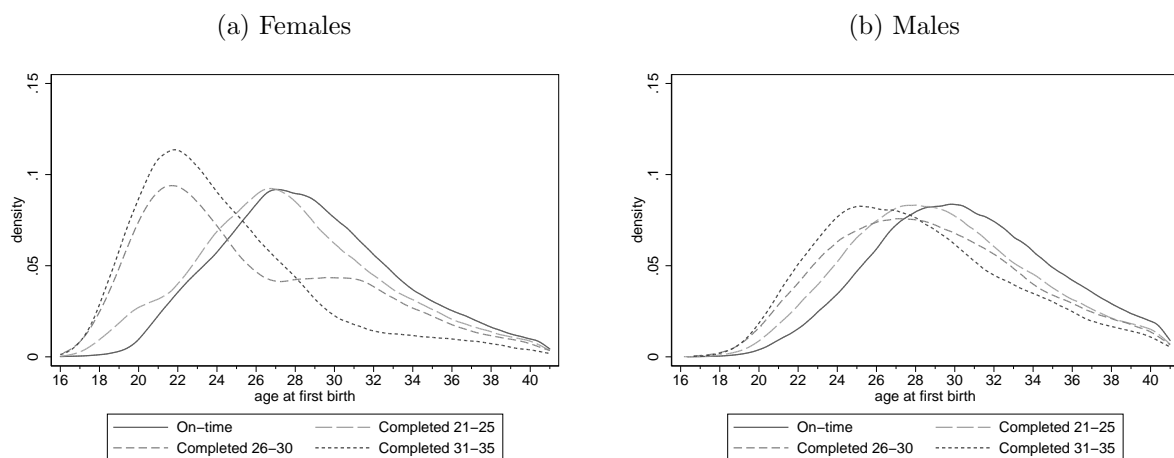 (a) Females
.15
.1
density
.05
0
16 18 20 22 24 26 28 30 32 34 36 38 40
age at first birth
On−time Completed 21−25
Completed 26−30 Completed 31−35
(b) Males
.15
.1
density
.05
0
16 18 20 22 24 26 28 30 32 34 36 38 40
age at first birth
On−time Completed 21−25
Completed 26−30 Completed 31−35